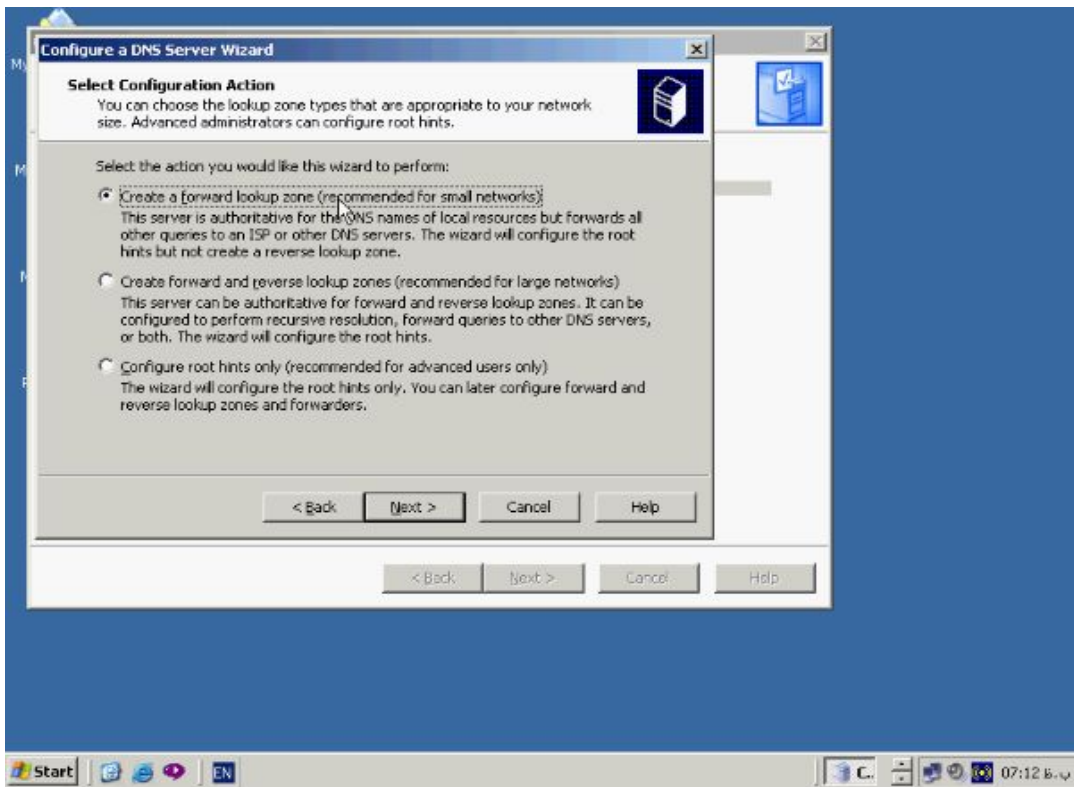 Configure a DNS Server Wizard
Select Configuration Action
You can choose the lookup zone types that are appropriate to your network
size. Advanced administrators can configure root hints.
Select the action you would like this wizard to perform:
Create a forward lookup zone (recommended for small networks)
This server is authoritative for the DNS names of local resources but forwards all
other queries to an ISP or other DNS servers. The wizard will configure the root
hints but not create a reverse lookup zone.
Create forward and reverse lookup zones (recommended for large networks)
This server can be authoritative for forward and reverse lookup zones. It can be
configured to perform recursive resolution, forward queries to other DNS servers,
or both. The wizard will configure the root hints.
Configure root hints only (recommended for advanced users only)
The wizard will configure the root hints only. You can later configure forward and
reverse lookup zones and forwarders.
< Back Next > Cancel Help
< Back Next > Cancel Help
Start EN C.. 07:12 ب.ظ